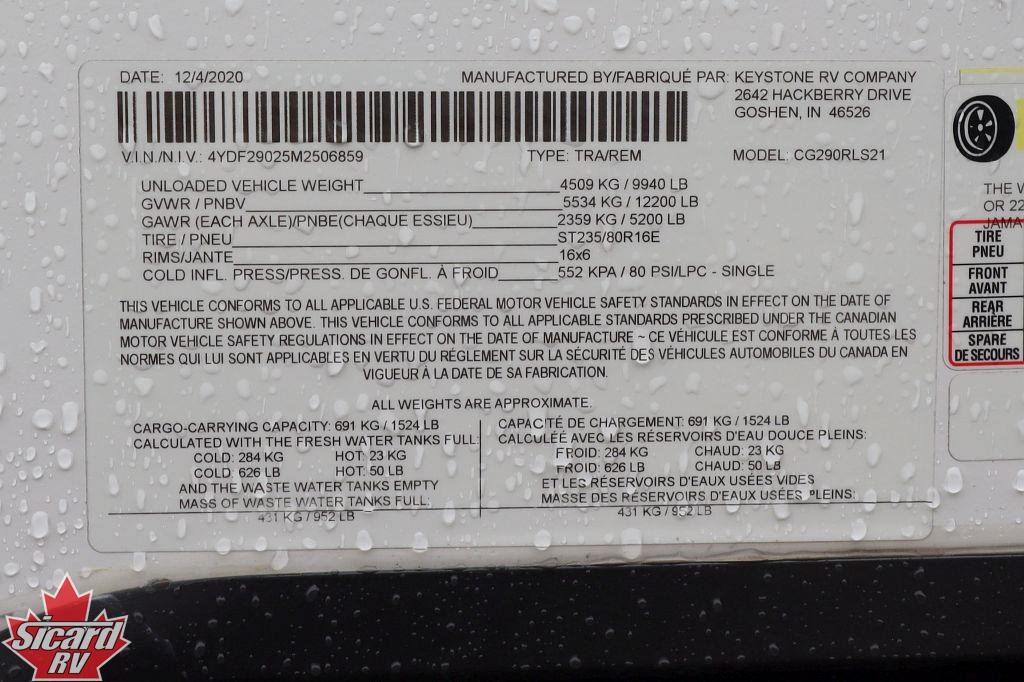 DATE: 12/4/2020
MANUFACTURED BY/FABRIQUÉ PAR: KEYSTONE RV COMPANY
2642 HACKBERRY DRIVE
GOSHEN, IN 46526
V.I.N./N.I.V.: 4YDF29025M2506859 TYPE: TRA/REM MODEL: CG290RLS21
UNLOADED VEHICLE WEIGHT 4509 KG / 9940 LB
GVWR / PNBV 5534 KG / 12200 LB
GAWR (EACH AXLE)/PNBE(CHAQUE ESSIEU) 2359 KG / 5200 LB
TIRE / PNEU ST235/80R16E
RIMS/JANTE 16x6
COLD INFL. PRESS/PRESS. DE GONFL. À FROID 552 KPA / 80 PSI/LPC - SINGLE
THIS VEHICLE CONFORMS TO ALL APPLICABLE U.S. FEDERAL MOTOR VEHICLE SAFETY STANDARDS IN EFFECT ON THE DATE OF
MANUFACTURE SHOWN ABOVE. THIS VEHICLE CONFORMS TO ALL APPLICABLE STANDARDS PRESCRIBED UNDER THE CANADIAN
MOTOR VEHICLE SAFETY REGULATIONS IN EFFECT ON THE DATE OF MANUFACTURE ~ CE VÉHICULE EST CONFORME À TOUTES LES
NORMES QUI LUI SONT APPLICABLES EN VERTU DU RÉGLEMENT SUR LA SÉCURITÉ DES VÉHICULES AUTOMOBILES DU CANADA EN
VIGUEUR À LA DATE DE SA FABRICATION.
ALL WEIGHTS ARE APPROXIMATE.
CARGO-CARRYING CAPACITY: 691 KG / 1524 LB
CALCULATED WITH THE FRESH WATER TANKS FULL:
COLD: 284 KG HOT: 23 KG
COLD: 626 LB HOT: 50 LB
AND THE WASTE WATER TANKS EMPTY
MASS OF WASTE WATER TANKS FULL:
431 KG / 952 LB
CAPACITÉ DE CHARGEMENT: 691 KG / 1524 LB
CALCULÉE AVEC LES RÉSERVOIRS D'EAU DOUCE PLEINS:
FROID: 284 KG CHAUD: 23 KG
FROID: 626 LB CHAUD: 50 LB
ET LES RÉSERVOIRS D'EAUX USÉES VIDES
MASSE DES RÉSERVOIRS D'EAUX USÉES PLEINS:
431 KG / 952 LB
THE W
OR 22
JAMA
TIRE
PNEU
FRONT
AVANT
REAR
ARRIÈRE
SPARE
DE SECOURS
Sicard
RV